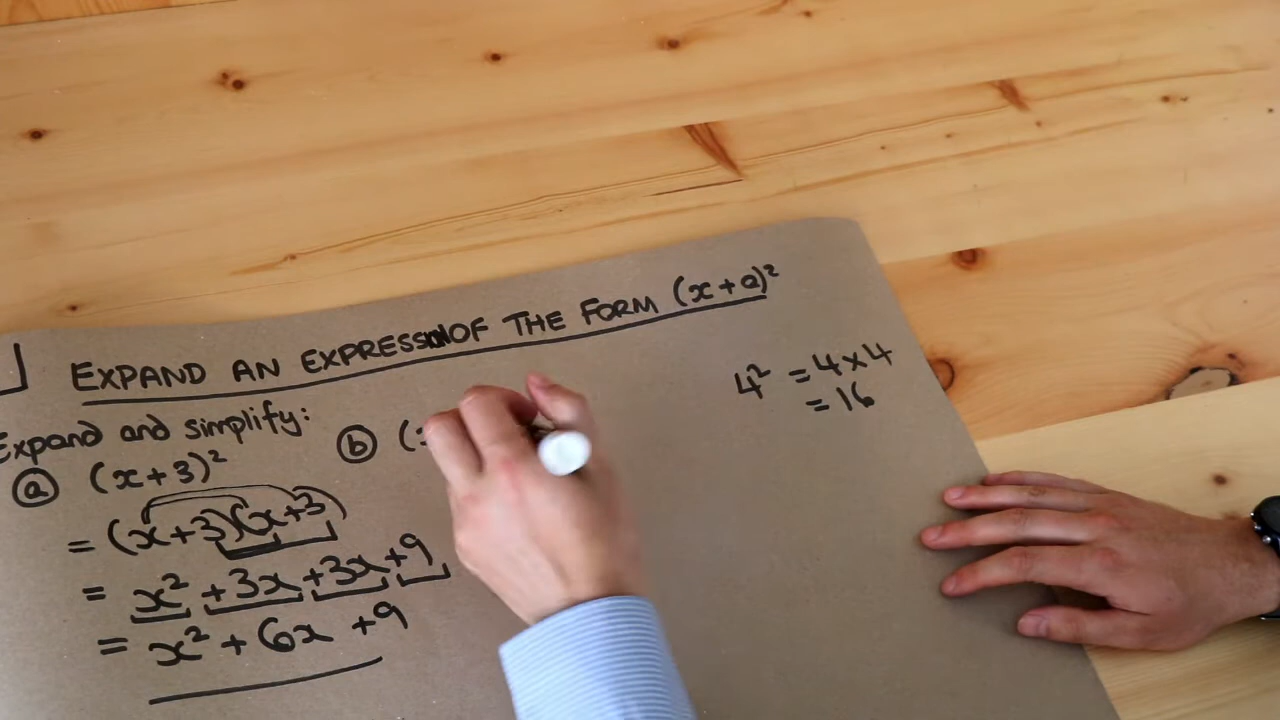 EXPAND AN EXPRESSION OF THE FORM (x+a)²
Expand and simplify:
ⓐ (x+3)²
= (x+3)(x+3)
= x² +3x +3x +9
= x² + 6x +9
ⓑ (
4² = 4×4
= 16